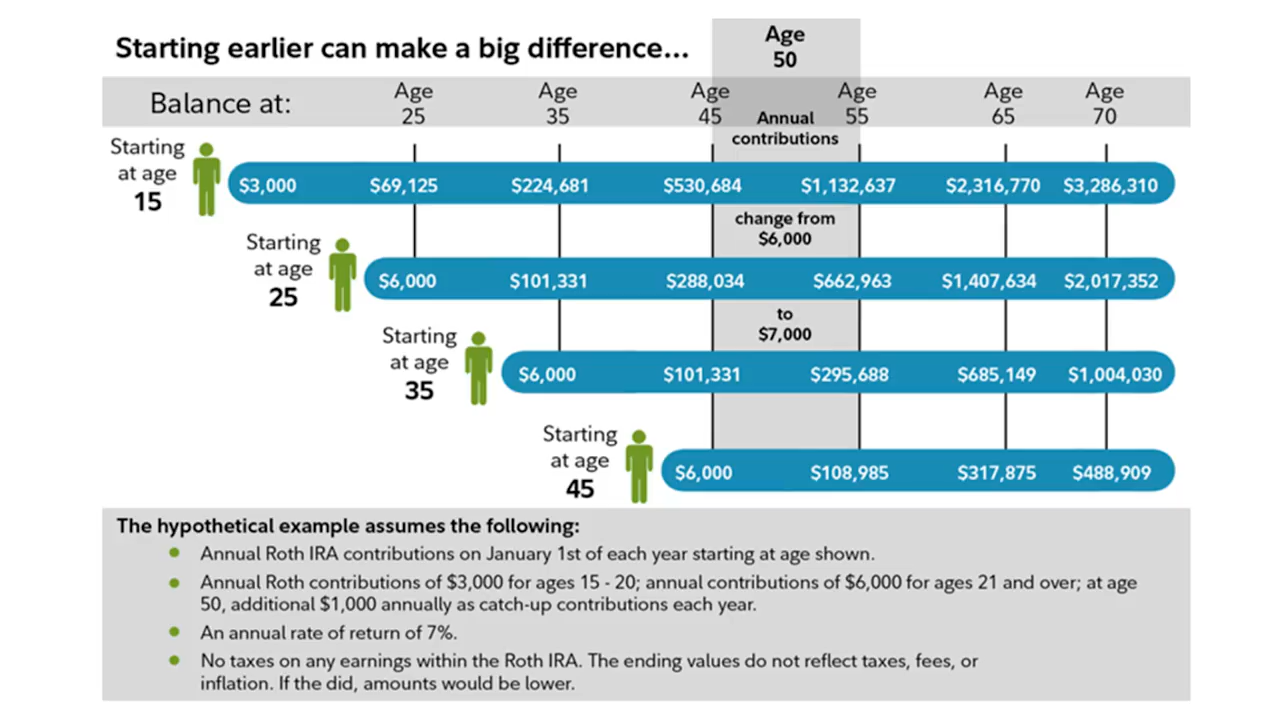 Starting earlier can make a big difference...
Age
50
Balance at:
Age
25
Age
35
Age
45
Age
55
Age
65
Age
70
Annual
contributions
Starting
at age
15
$3,000 $69,125 $224,681 $530,684 $1,132,637 $2,316,770 $3,286,310
change from
$6,000
Starting
at age
25
$6,000 $101,331 $288,034 $662,963 $1,407,634 $2,017,352
to
$7,000
Starting
at age
35
$6,000 $101,331 $295,688 $685,149 $1,004,030
Starting
at age
45
$6,000 $108,985 $317,875 $488,909
The hypothetical example assumes the following:
Annual Roth IRA contributions on January 1st of each year starting at age shown.
Annual Roth contributions of $3,000 for ages 15 - 20; annual contributions of $6,000 for ages 21 and over; at age
50, additional $1,000 annually as catch-up contributions each year.
An annual rate of return of 7%.
No taxes on any earnings within the Roth IRA. The ending values do not reflect taxes, fees, or
inflation. If the did, amounts would be lower.